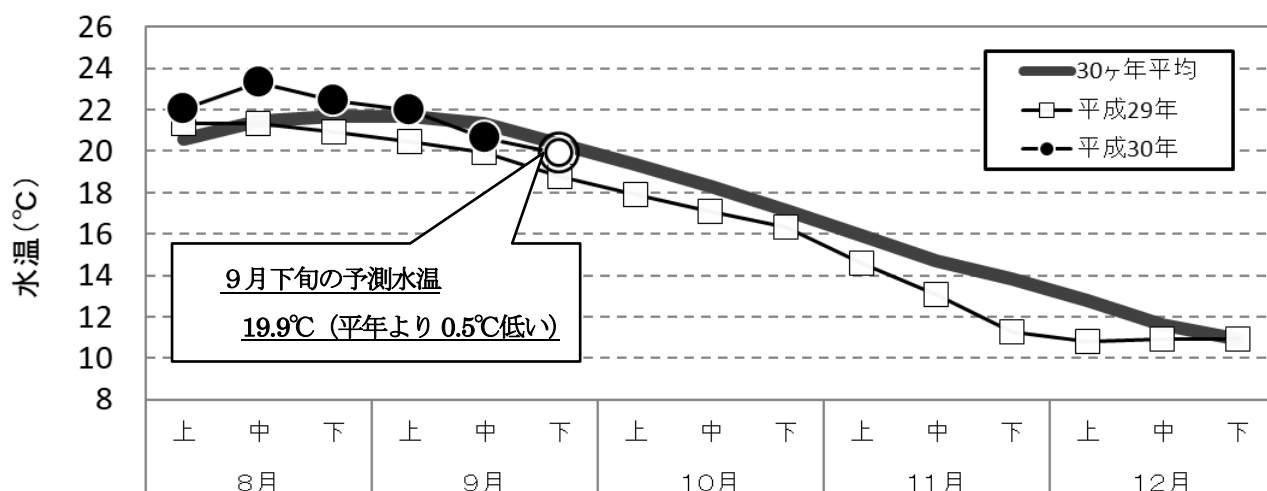 26
24
22
20
18
16
14
12
10
8
水温(℃)
30ヶ年平均
平成29年
平成30年
9月下旬の予測水温
19.9℃（平年より 0.5℃低い）
上 中 下 上 中 下 上 中 下 上 中 下 上 中 下
8月 9月 10月 11月 12月